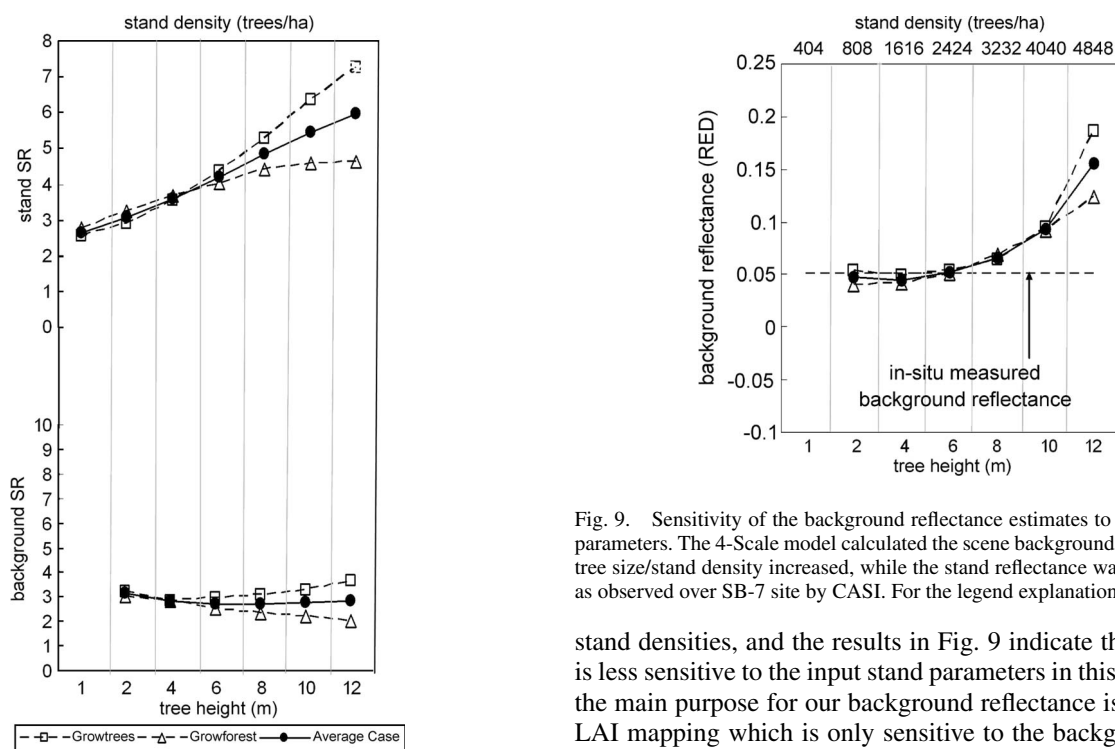 stand density (trees/ha)
8
7
6
5
4
3
2
1
0
stand SR
10
9
8
7
6
5
4
3
2
1
0
background SR
1 2 4 6 8 10 12
tree height (m)
Growtrees Growforest Average Case
stand density (trees/ha)
404 808 1616 2424 3232 4040 4848
0.25
0.2
0.15
0.1
0.05
0
-0.05
-0.1
background reflectance (RED)
in-situ measured
background reflectance
1 2 4 6 8 10 12
tree height (m)
Fig. 9. Sensitivity of the background reflectance estimates to
parameters. The 4-Scale model calculated the scene background
tree size/stand density increased, while the stand reflectance wa
as observed over SB-7 site by CASI. For the legend explanation
stand densities, and the results in Fig. 9 indicate th
is less sensitive to the input stand parameters in this
the main purpose for our background reflectance is
LAI mapping which is only sensitive to the backg